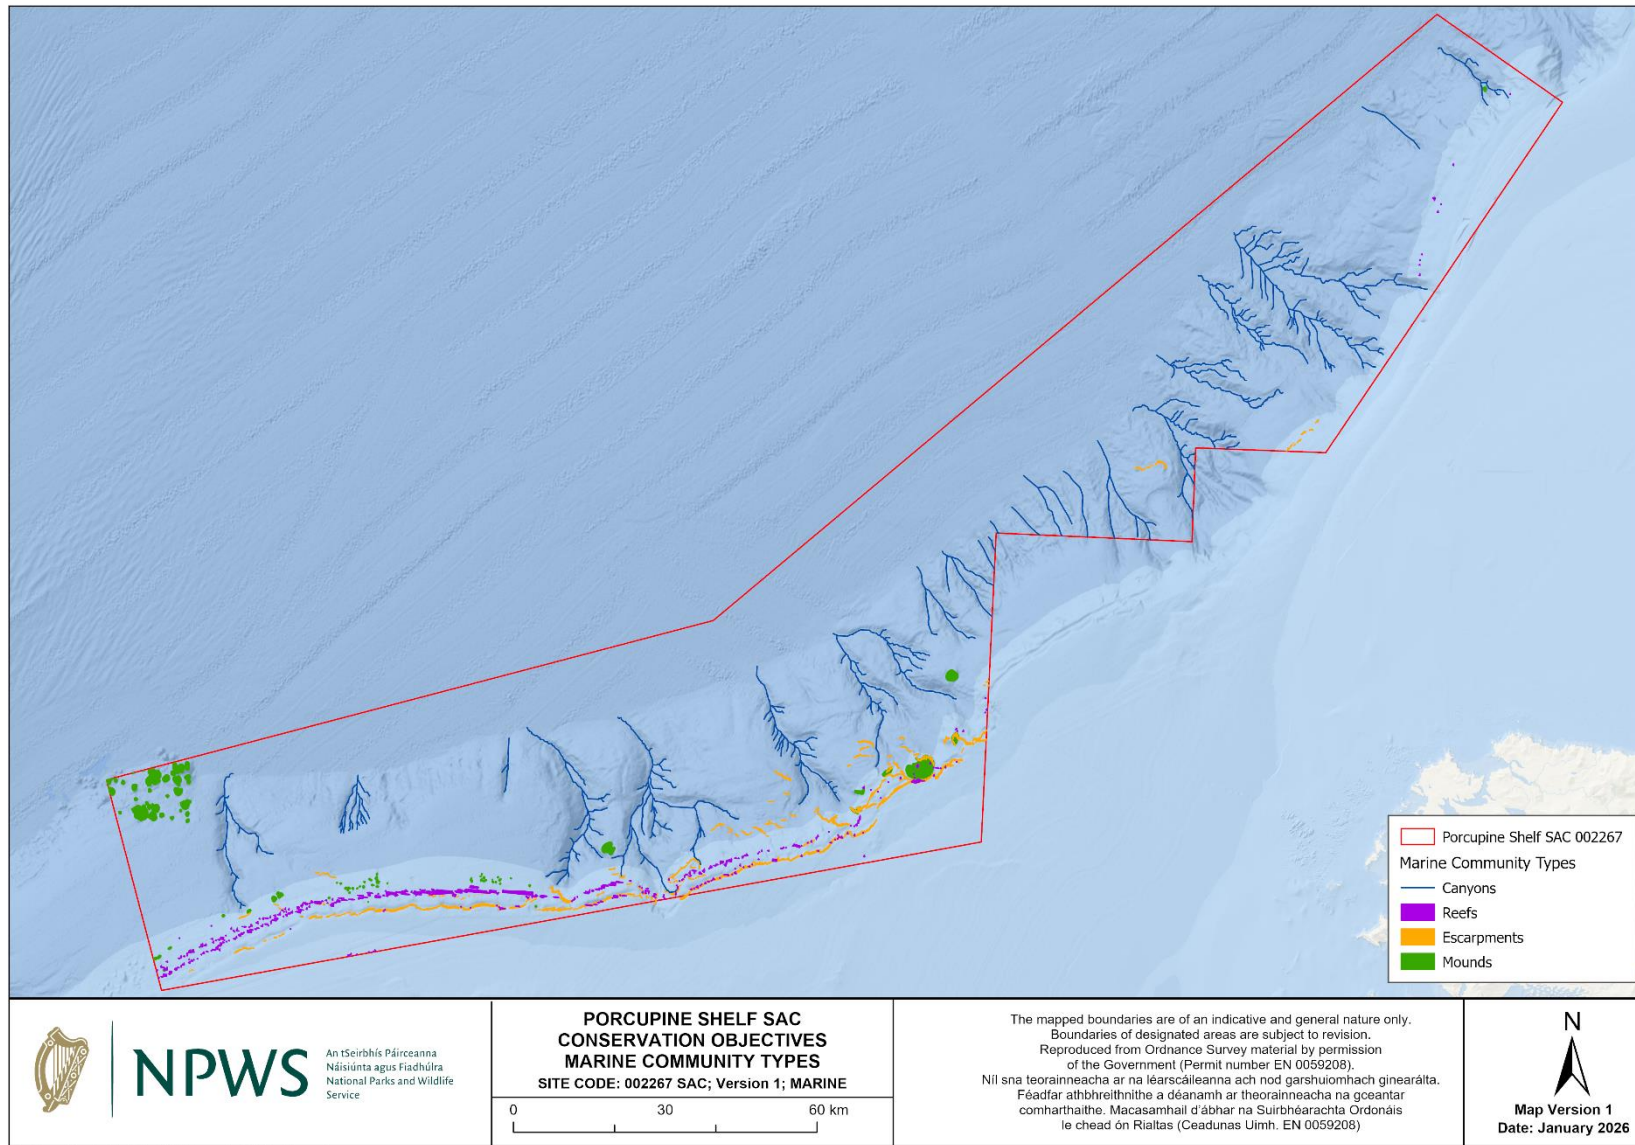 Porcupine Shelf SAC 002267
Marine Community Types
Canyons
Reefs
Escarpments
Mounds
NPWS
An tSeirbhís Páirceanna
Náisiúnta agus Fiadhúlra
National Parks and Wildlife
Service
PORCUPINE SHELF SAC
CONSERVATION OBJECTIVES
MARINE COMMUNITY TYPES
SITE CODE: 002267 SAC; Version 1; MARINE
0 30 60 km
The mapped boundaries are of an indicative and general nature only.
Boundaries of designated areas are subject to revision.
Reproduced from Ordnance Survey material by permission
of the Government (Permit number EN 0059208).
Níl sna teorainneacha ar na léarscáileanna ach nod garshuiomhach ginearálta.
Féadfar athbhreithnithe a déanamh ar theorainneacha na gceantar
comharthaithe. Macasamhail d'ábhar na Suirbhéarachta Ordonáis
le chead ón Rialtas (Ceadunas Uimh. EN 0059208)
N
Map Version 1
Date: January 2026